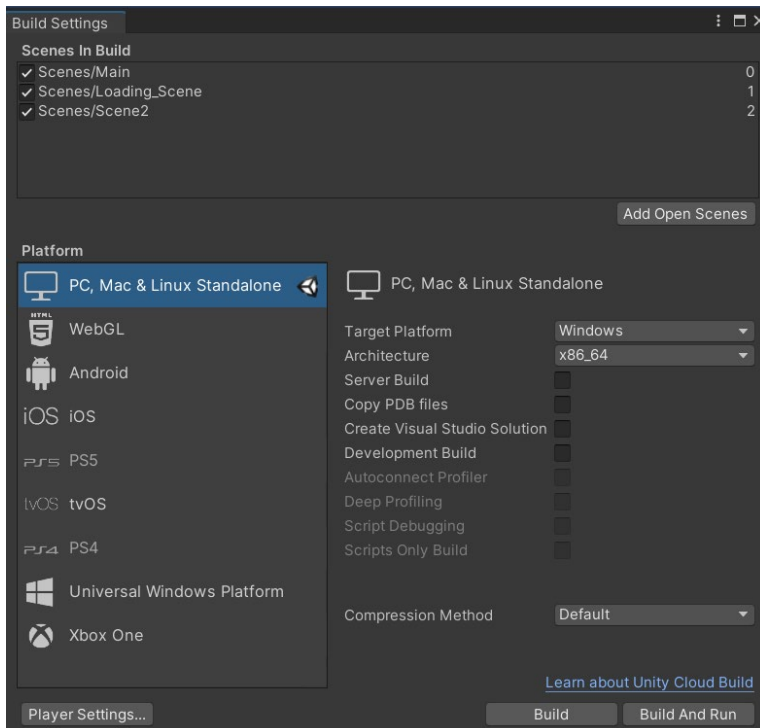 Build Settings
Scenes In Build
Scenes/Main 0
Scenes/Loading_Scene 1
Scenes/Scene2 2
Add Open Scenes
Platform
PC, Mac & Linux Standalone
HTML 5 WebGL
Android
iOS iOS
PS5 PS5
tvOS tvOS
PS4 PS4
Universal Windows Platform
Xbox One
PC, Mac & Linux Standalone
Target Platform Windows
Architecture x86_64
Server Build
Copy PDB files
Create Visual Studio Solution
Development Build
Autoconnect Profiler
Deep Profiling
Script Debugging
Scripts Only Build
Compression Method Default
Learn about Unity Cloud Build
Player Settings... Build Build And Run